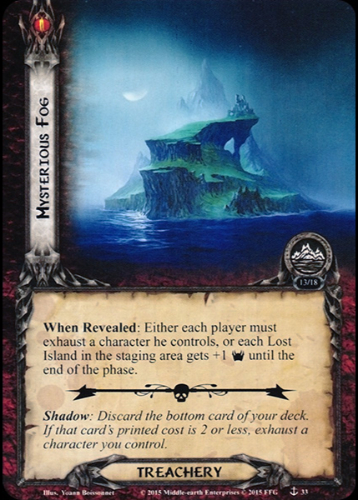 MYSTERIOUS FOG
13/18
When Revealed: Either each player must
exhaust a character he controls, or each Lost
Island in the staging area gets +1 until the
end of the phase.
Shadow: Discard the bottom card of your deck.
If that card's printed cost is 2 or less, exhaust a
character you control.
TREACHERY
Illus. Yoann Boissonnet © 2015 Middle-earth Enterprises © 2015 FFG 33